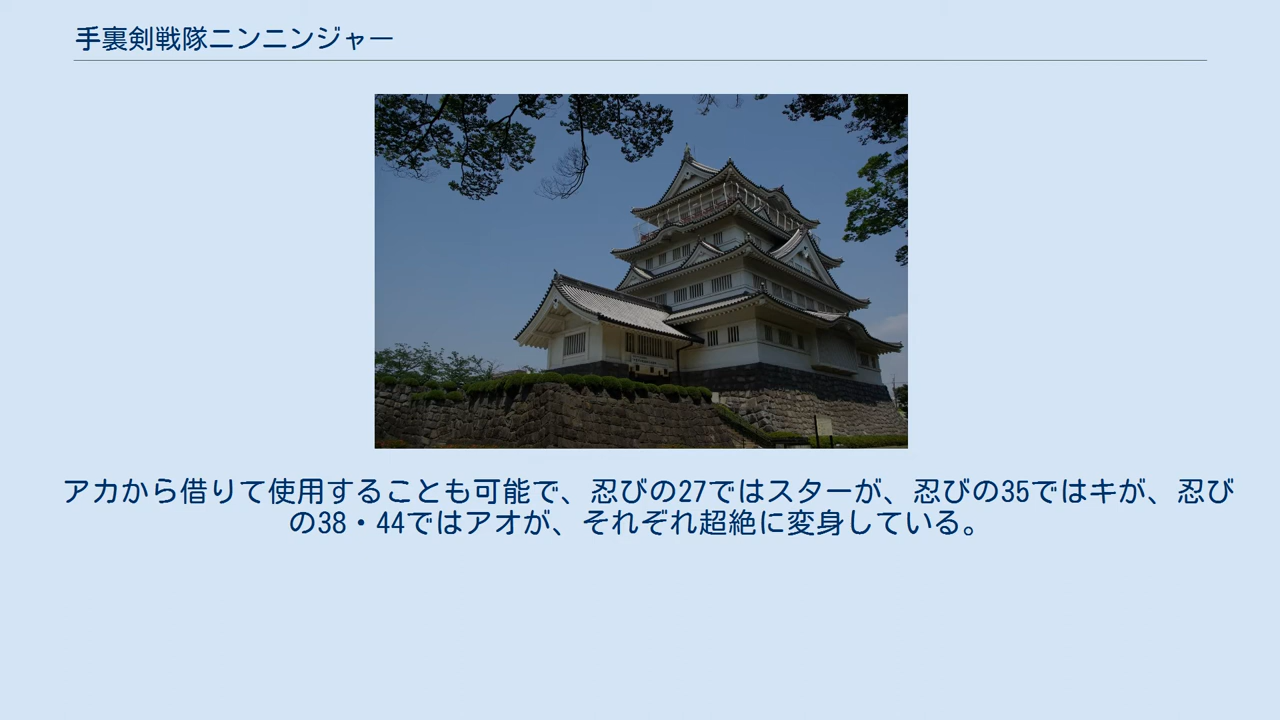 手裏剣戦隊ニンニンジャー
アカから借りて使用することも可能で、忍びの27ではスターが、忍びの35ではキが、忍び
の38・44ではアオが、それぞれ超絶に変身している。